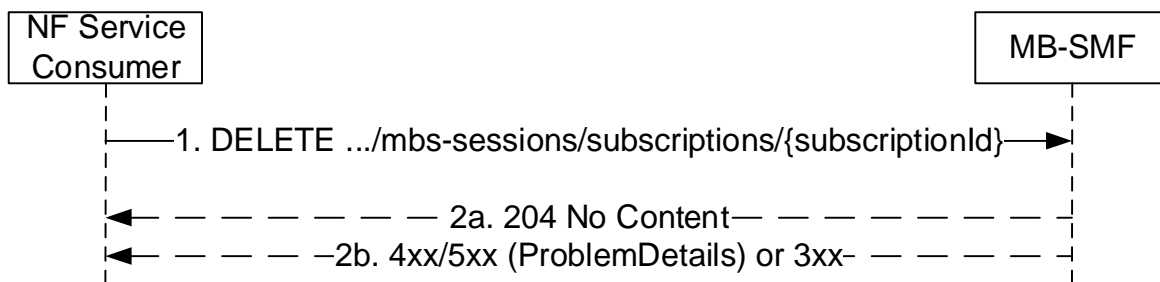 NF Service
Consumer
MB-SMF
1. DELETE .../mbs-sessions/subscriptions/{subscriptionId}
2a. 204 No Content
2b. 4xx/5xx (ProblemDetails) or 3xx